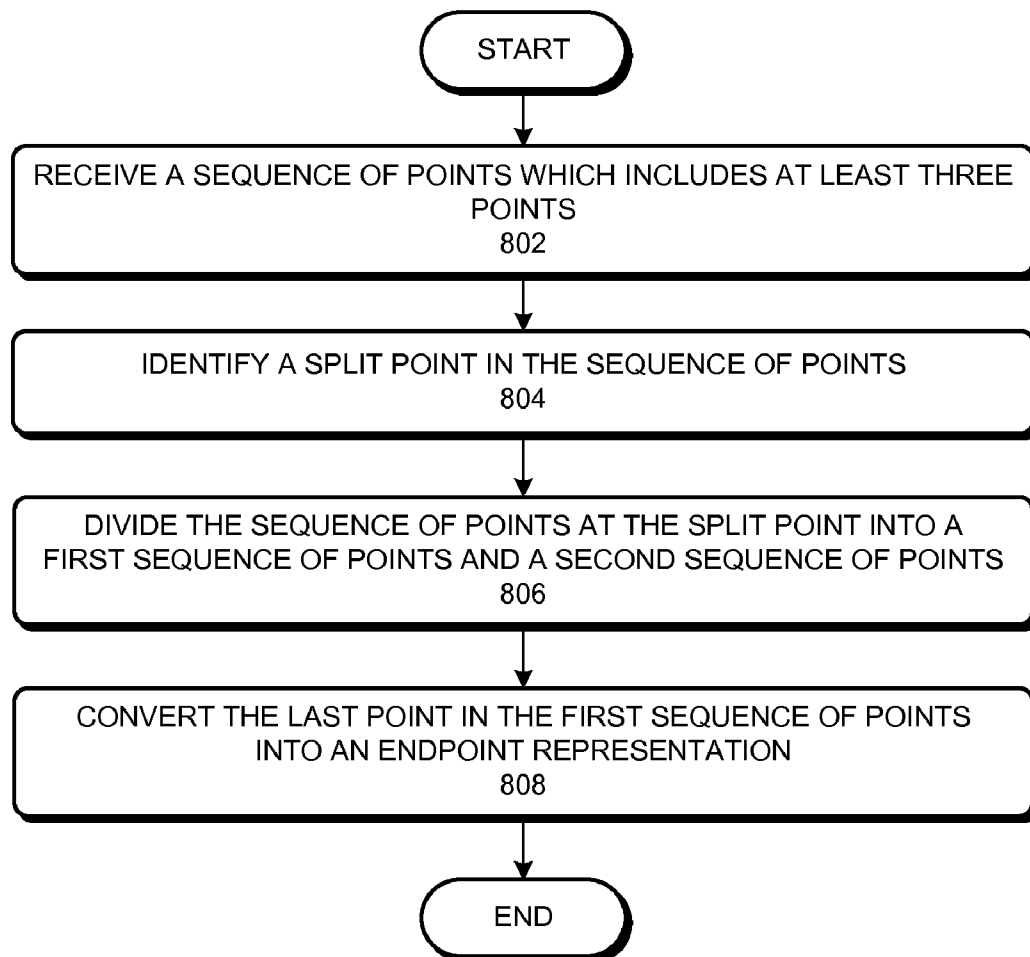 START
RECEIVE A SEQUENCE OF POINTS WHICH INCLUDES AT LEAST THREE
POINTS
802
IDENTIFY A SPLIT POINT IN THE SEQUENCE OF POINTS
804
DIVIDE THE SEQUENCE OF POINTS AT THE SPLIT POINT INTO A
FIRST SEQUENCE OF POINTS AND A SECOND SEQUENCE OF POINTS
806
CONVERT THE LAST POINT IN THE FIRST SEQUENCE OF POINTS
INTO AN ENDPOINT REPRESENTATION
808
END